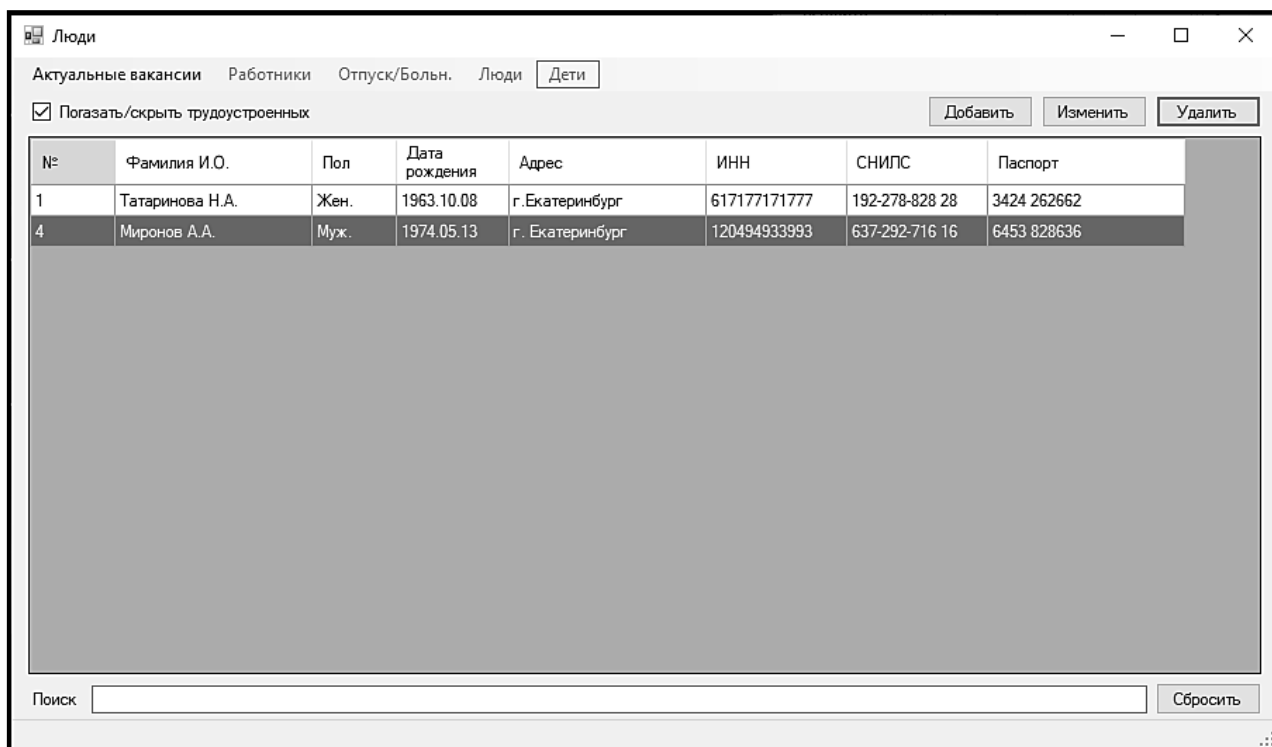 Люди
Актуальные вакансии Работники Отпуск/Больн. Люди Дети
Погазать/скрыть трудоустроенных Добавить Изменить Удалить
№ Фамилия И.О. Пол Дата рождения Адрес ИНН СНИЛС Паспорт
1 Татаринова Н.А. Жен. 1963.10.08 г.Екатеринбург 617177171777 192-278-828 28 3424 262662
4 Миронов А.А. Муж. 1974.05.13 г. Екатеринбург 120494933993 637-292-716 16 6453 828636
Поиск Сбросить